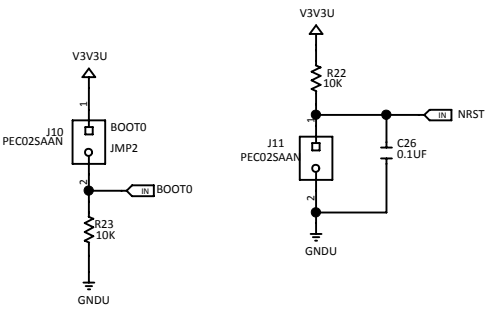 V3V3U
1
J10
PEC02SAAN
BOOT0
JMP2
2
IN
BOOT0
R23
10K
GNDU
V3V3U
R22
10K
1
IN
NRST
J11
PEC02SAAN
C26
0.1UF
2
GNDU